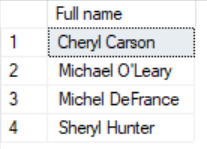 Full name
1 Cheryl Carson
2 Michael O'Leary
3 Michel DeFrance
4 Sheryl Hunter